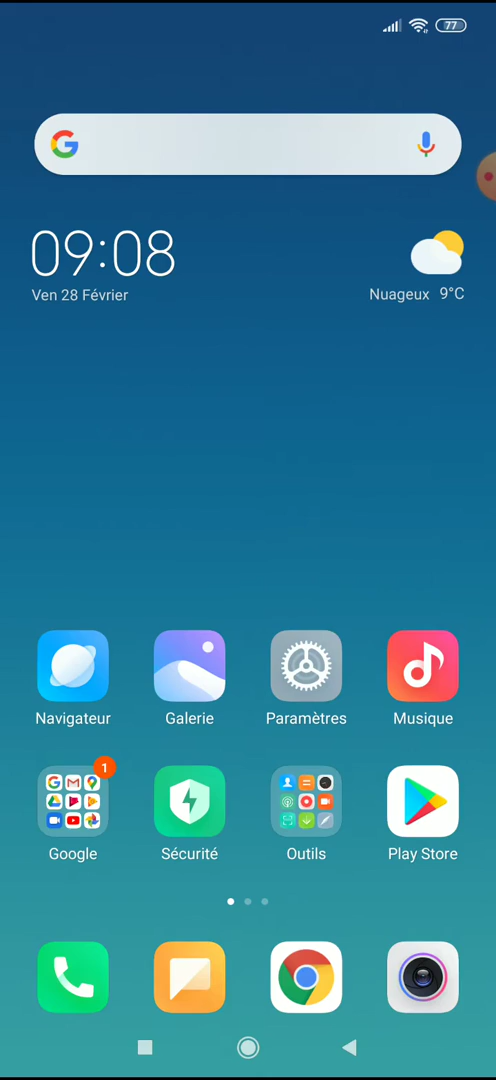 77
09:08
Ven 28 Février
Nuageux 9°C
Navigateur
Galerie
Paramètres
Musique
1
Google
Sécurité
Outils
Play Store